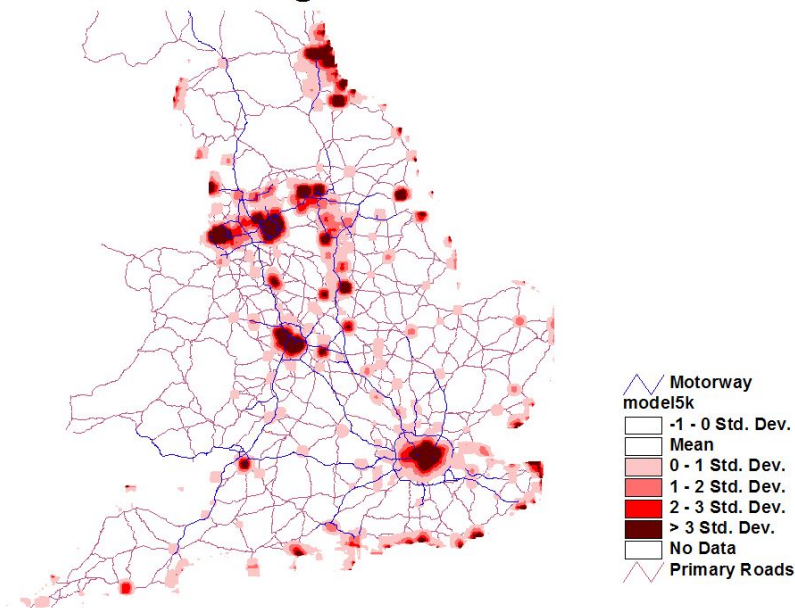 Motorway
model5k
-1 - 0 Std. Dev.
Mean
0 - 1 Std. Dev.
1 - 2 Std. Dev.
2 - 3 Std. Dev.
> 3 Std. Dev.
No Data
Primary Roads